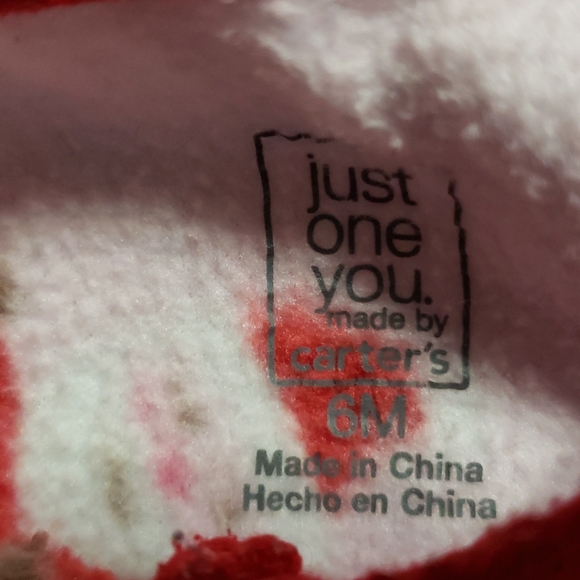 just
one
you.
made by
carter's
6M
Made in China
Hecho en China